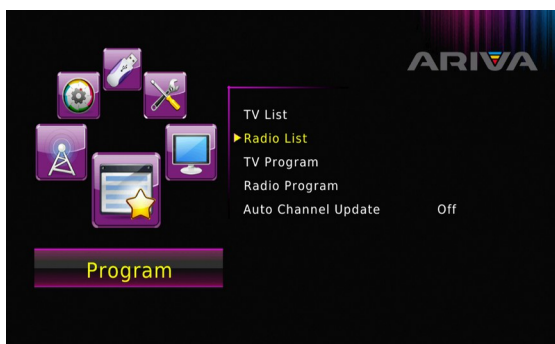 ARIVA
TV List
Radio List
TV Program
Radio Program
Auto Channel Update Off
Program